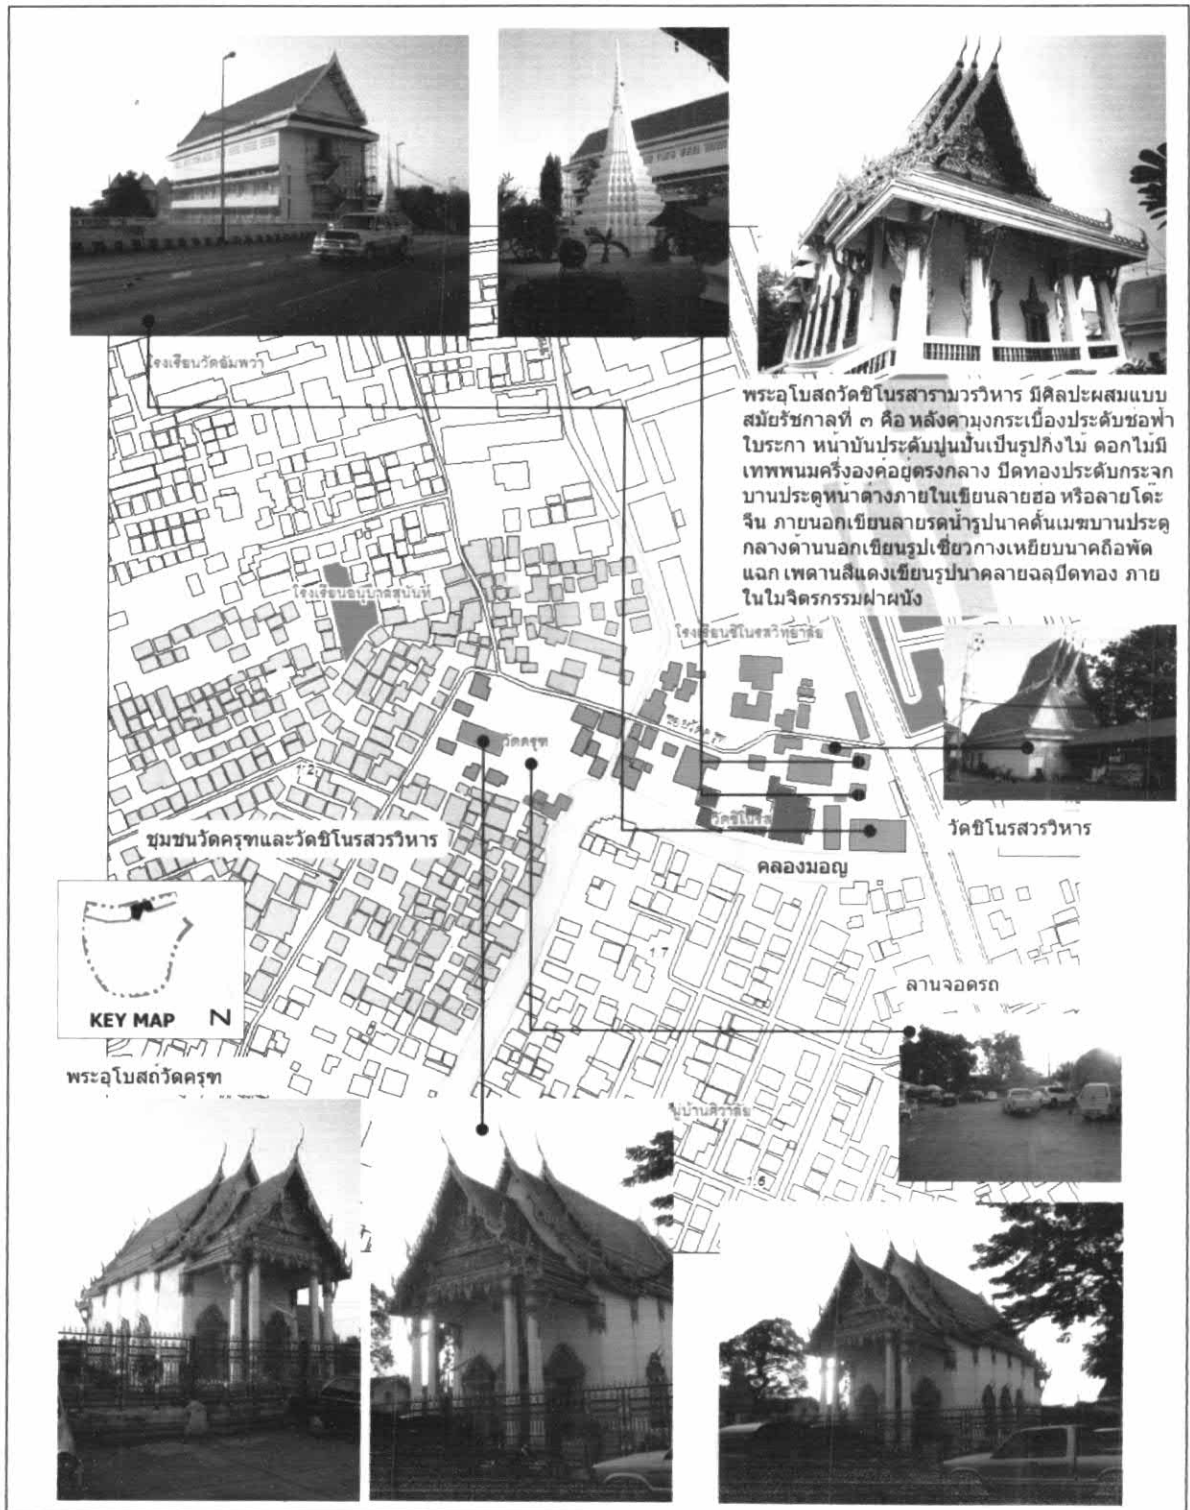 โรงเรียนวัดอัมพวา
พระอุโบสถวัดชิโนรสารามวรวิหาร มีศิลปะผสมแบบ
สมัยรัชกาลที่ ๓ คือ หลังคามุงกระเบื้องประดับช่อฟ้า
ใบระกา หน้าบันประดับปูนปั้นเป็นรูปกิ่งไม้ ดอกไม้มี
เทพพนมครึ่งองค์อยู่ตรงกลาง ปิดทองประดับกระจก
บานประตูหน้าต่างภายในเขียนลายฮ่อ หรือลายโต๊ะ
จีน ภายนอกเขียนลายรดน้ำรูปนาคดั้นเมฆบานประตู
กลางด้านนอกเขียนรูปเซี่ยวกางเหยียบนาคถือพัด
แฉก เพดานสีแดงเขียนรูปนาคลายฉลุปิดทอง ภาย
ในใมจิตรกรรมฝาผนัง
โรงเรียนอนุบาลสุนันท์
โรงเรียนชิโนรสวิทยาลัย
วัดครุฑ
วัดชิโนรส
วัดชิโนรสวรวิหาร
ชุมชนวัดครุฑและวัดชิโนรสวรวิหาร
คลองมอญ
1.7
ลานจอดรถ
KEY MAP N
พระอุโบสถวัดครุฑ
หมู่บ้านศิวาลัย
1.6